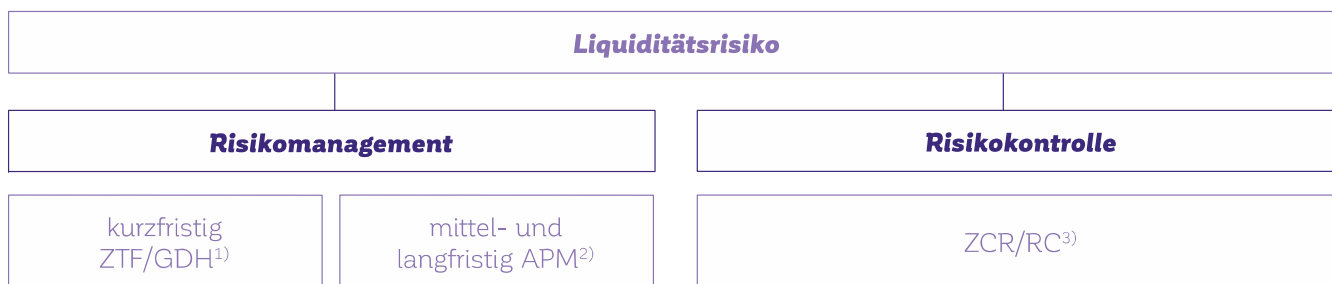 Liquiditätsrisiko
Risikomanagement
Risikokontrolle
kurzfristig
ZTF/GDH¹⁾
mittel- und
langfristig APM²⁾
ZCR/RC³⁾